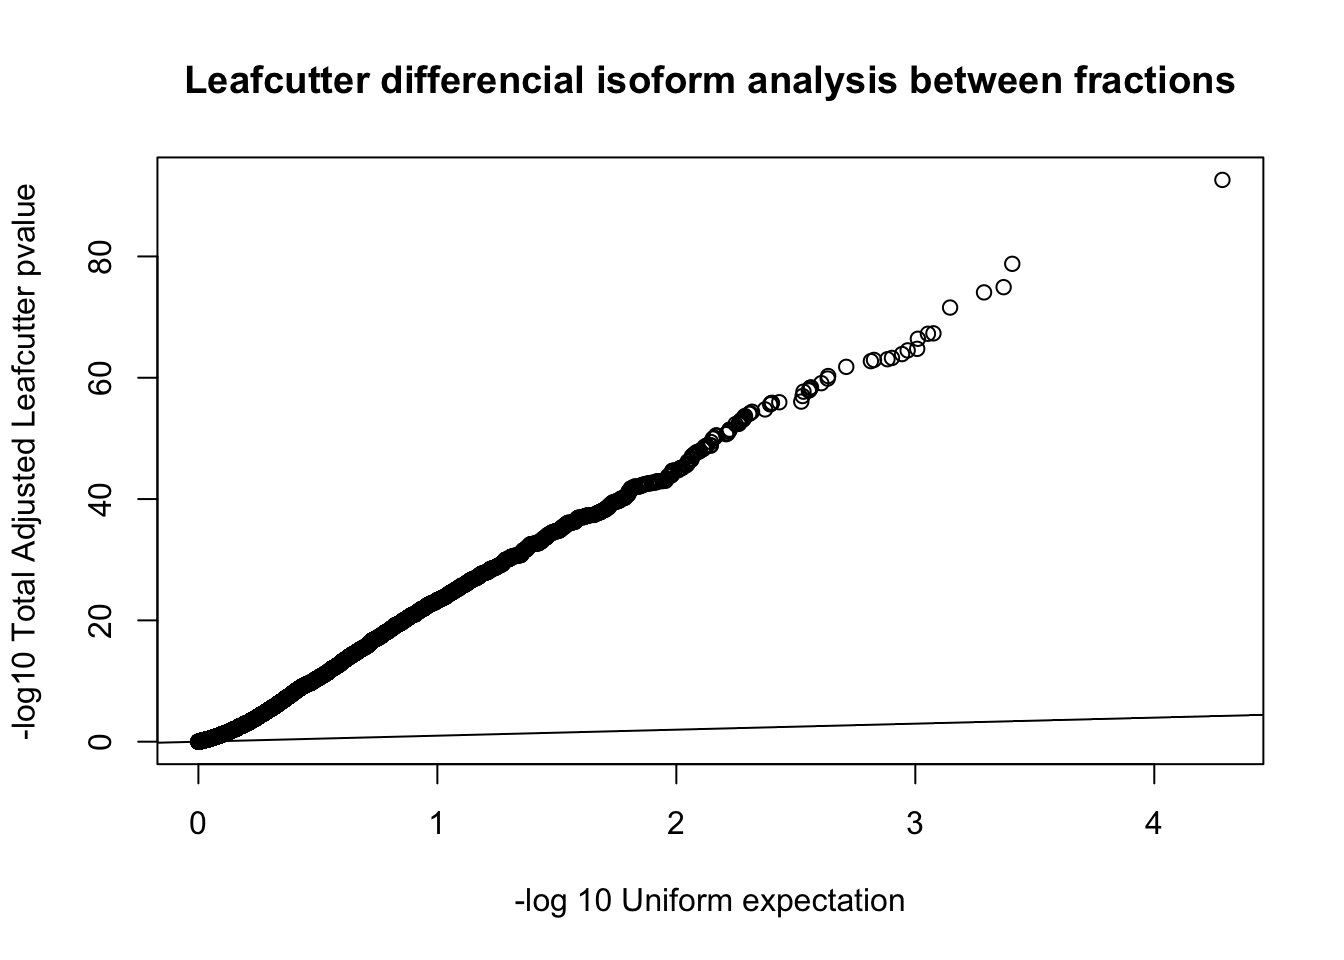 Leafcutter differencial isoform analysis between fractions
-log10 Total Adjusted Leafcutter pvalue
80
60
40
20
0
0 1 2 3 4
-log 10 Uniform expectation